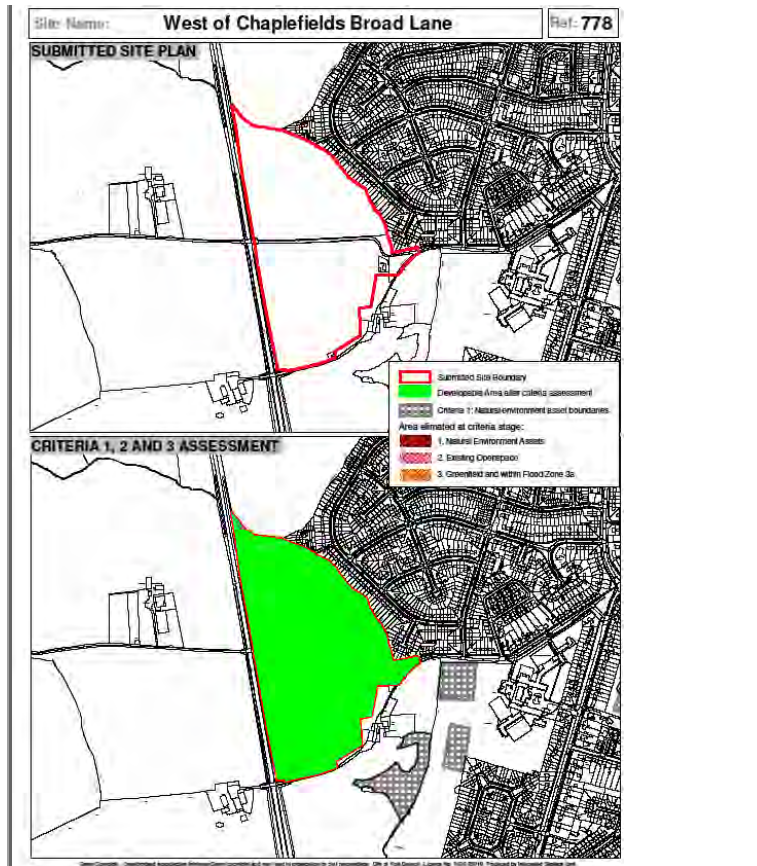 Site Name: West of Chaplefields Broad Lane Ref: 778
SUBMITTED SITE PLAN
Submitted Site Boundary
Developable Area after criteria assessment
Criteria 1: Natural environment asset boundaries
Area elimated at criteria stage:
1. Natural Environment Assets
2. Existing Openspace
3. Greenfield and within Flood Zone 3a
CRITERIA 1, 2 AND 3 ASSESSMENT